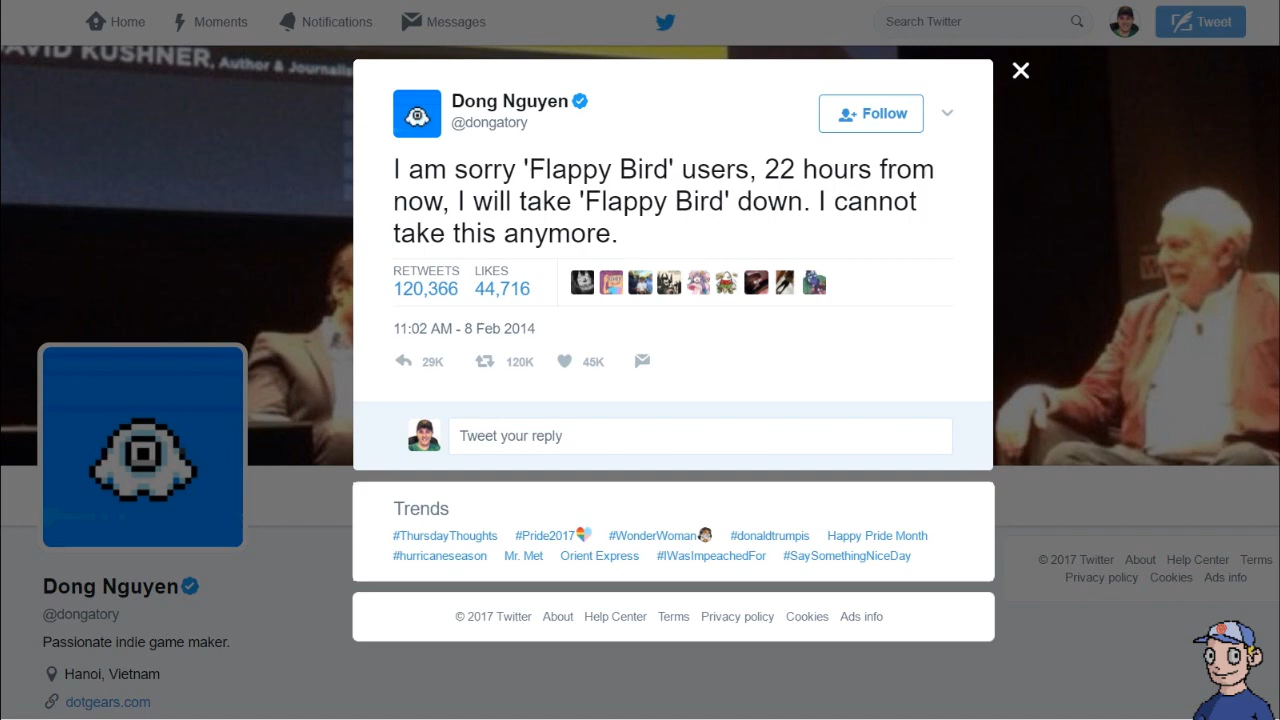 Home Moments Notifications Messages Search Twitter Tweet
DAVID KUSHNER, Author & Journalis
Dong Nguyen
@dongatory
Follow
I am sorry 'Flappy Bird' users, 22 hours from
now, I will take 'Flappy Bird' down. I cannot
take this anymore.
RETWEETS LIKES
120,366 44,716
11:02 AM - 8 Feb 2014
29K 120K 45K
Tweet your reply
Trends
#ThursdayThoughts #Pride2017 #WonderWoman #donaldtrumpis Happy Pride Month
#hurricaneseason Mr. Met Orient Express #IWasImpeachedFor #SaySomethingNiceDay
© 2017 Twitter About Help Center Terms Privacy policy Cookies Ads info
Dong Nguyen
@dongatory
Passionate indie game maker.
Hanoi, Vietnam
dotgears.com
© 2017 Twitter About Help Center Terms
Privacy policy Cookies Ads info